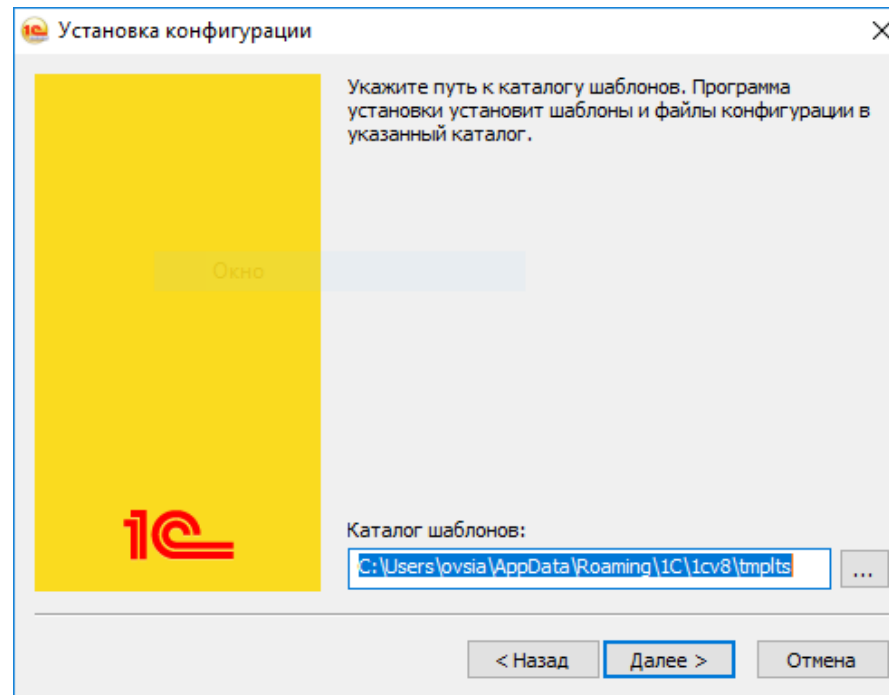 Установка конфигурации
Укажите путь к каталогу шаблонов. Программа
установки установит шаблоны и файлы конфигурации в
указанный каталог.
Окно
1С
Каталог шаблонов:
C:\Users\ovsia\AppData\Roaming\1C\1cv8\tmplts
...
< Назад
Далее >
Отмена